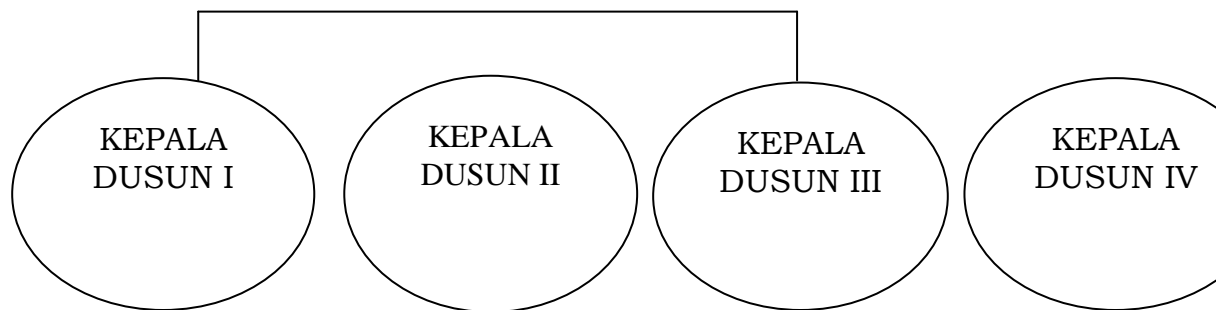 KEPALA
DUSUN I
KEPALA
DUSUN II
KEPALA
DUSUN III
KEPALA
DUSUN IV